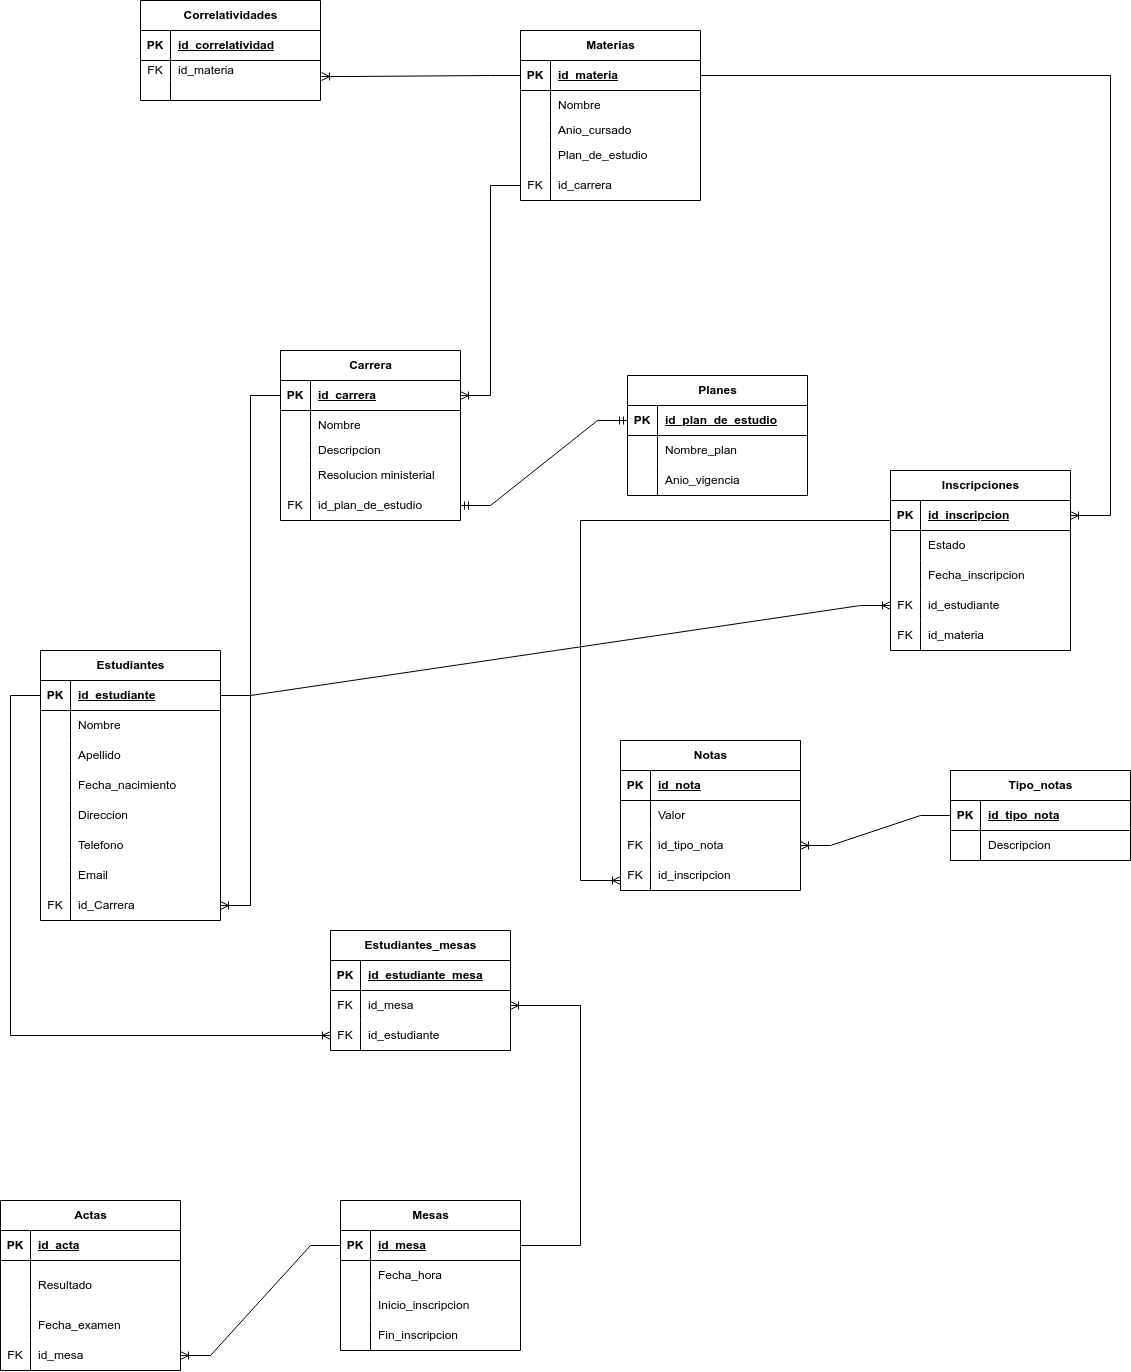 Correlatividades
PK id_correlatividad
FK id_materia
Materias
PK id_materia
Nombre
Anio_cursado
Plan_de_estudio
FK id_carrera
Carrera
PK id_carrera
Nombre
Descripcion
Resolucion ministerial
FK id_plan_de_estudio
Planes
PK id_plan_de_estudio
Nombre_plan
Anio_vigencia
Inscripciones
PK id_inscripcion
Estado
Fecha_inscripcion
FK id_estudiante
FK id_materia
Estudiantes
PK id_estudiante
Nombre
Apellido
Fecha_nacimiento
Direccion
Telefono
Email
FK id_Carrera
Notas
PK id_nota
Valor
FK id_tipo_nota
FK id_inscripcion
Tipo_notas
PK id_tipo_nota
Descripcion
Estudiantes_mesas
PK id_estudiante_mesa
FK id_mesa
FK id_estudiante
Actas
PK id_acta
Resultado
Fecha_examen
FK id_mesa
Mesas
PK id_mesa
Fecha_hora
Inicio_inscripcion
Fin_inscripcion